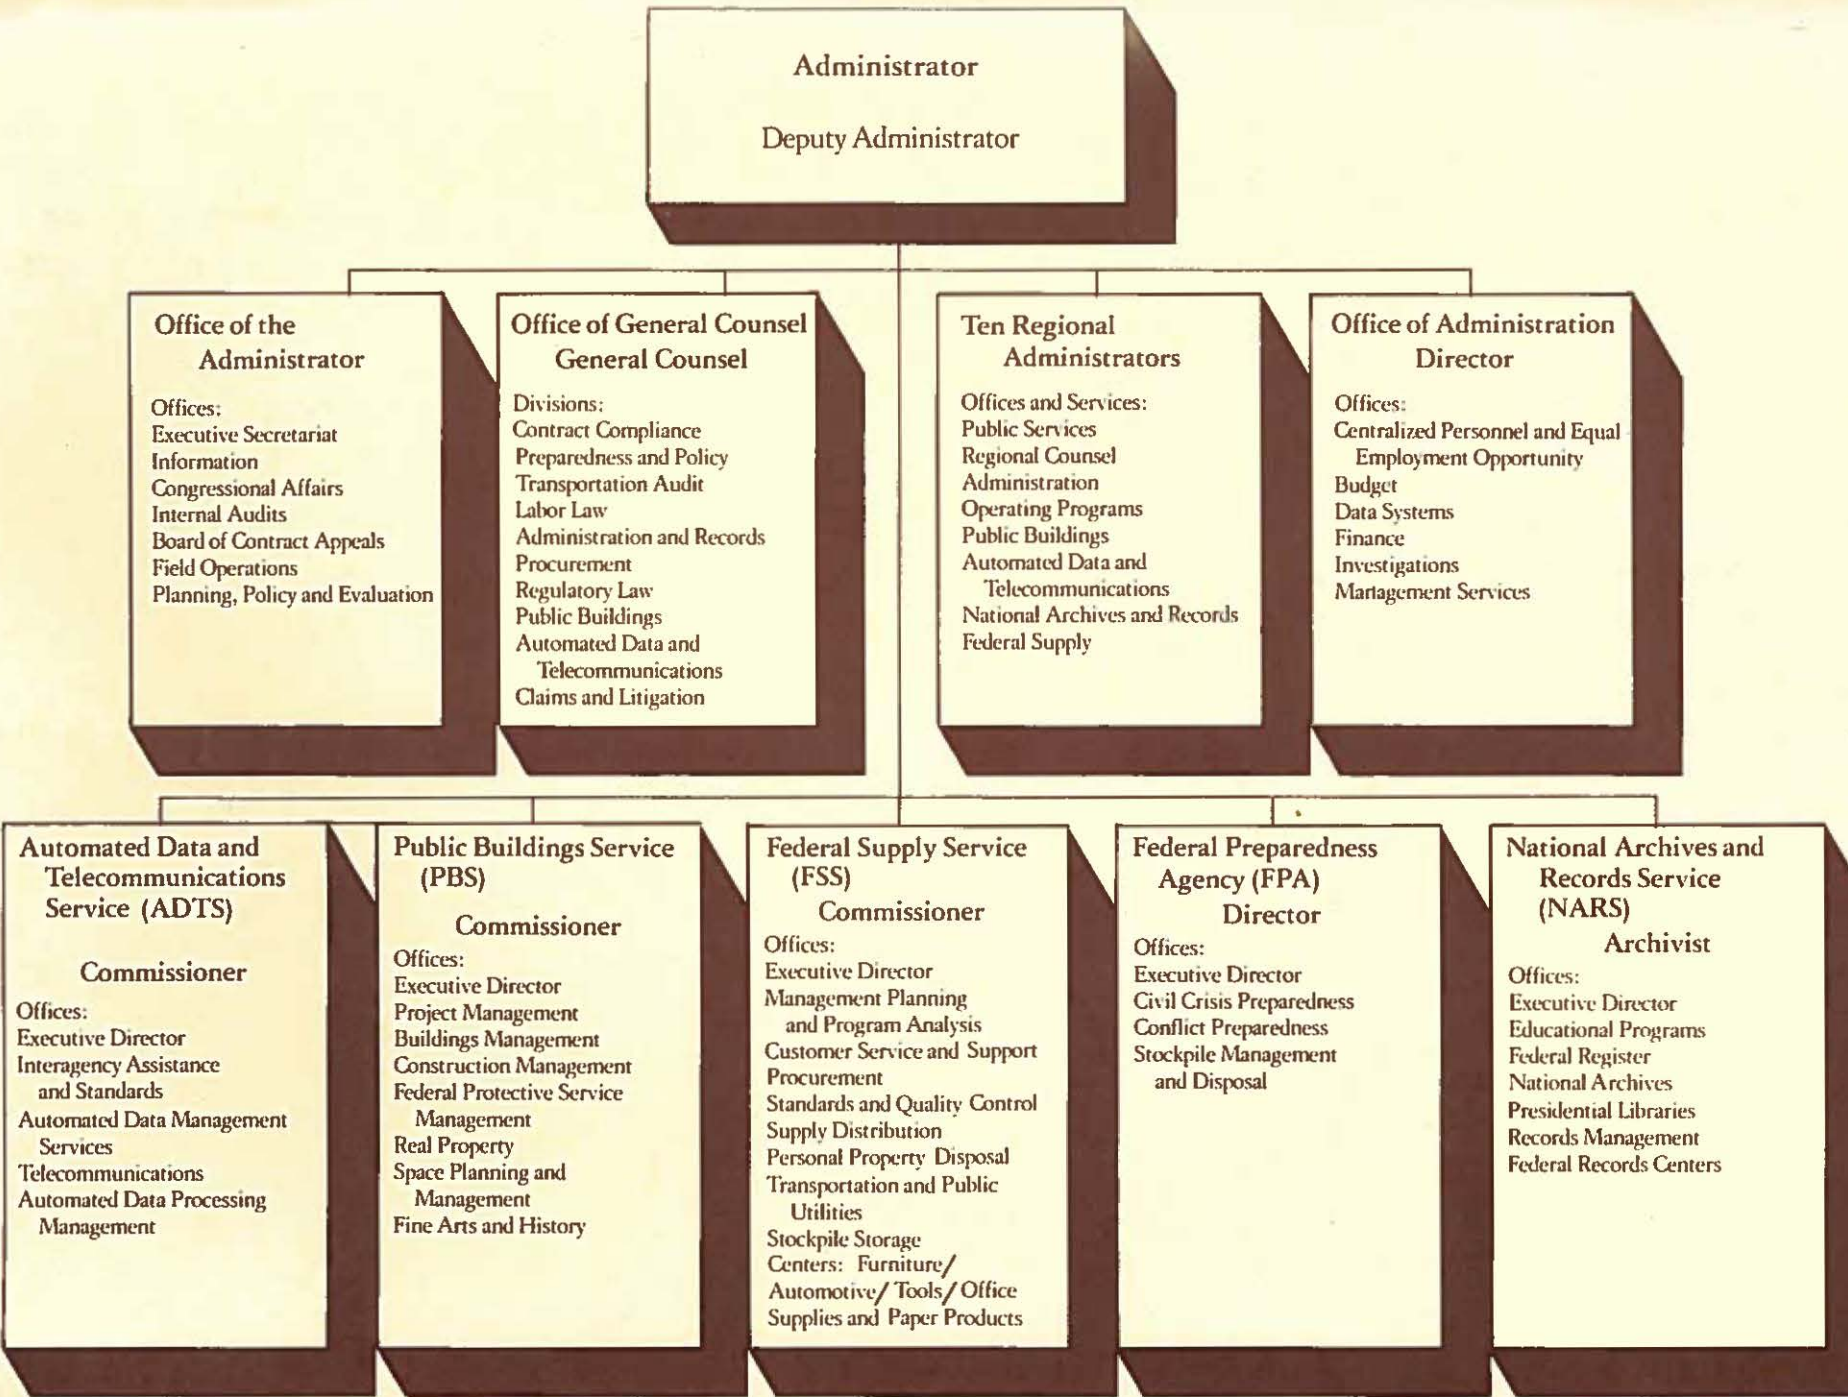 Administrator
Deputy Administrator
Office of the
Administrator
Offices:
Executive Secretariat
Information
Congressional Affairs
Internal Audits
Board of Contract Appeals
Field Operations
Planning, Policy and Evaluation
Office of General Counsel
General Counsel
Divisions:
Contract Compliance
Preparedness and Policy
Transportation Audit
Labor Law
Administration and Records
Procurement
Regulatory Law
Public Buildings
Automated Data and
Telecommunications
Claims and Litigation
Ten Regional
Administrators
Offices and Services:
Public Services
Regional Counsel
Administration
Operating Programs
Public Buildings
Automated Data and
Telecommunications
National Archives and Records
Federal Supply
Office of Administration
Director
Offices:
Centralized Personnel and Equal
Employment Opportunity
Budget
Data Systems
Finance
Investigations
Management Services
Automated Data and
Telecommunications
Service (ADTS)
Commissioner
Offices:
Executive Director
Interagency Assistance
and Standards
Automated Data Management
Services
Telecommunications
Automated Data Processing
Management
Public Buildings Service
(PBS)
Commissioner
Offices:
Executive Director
Project Management
Buildings Management
Construction Management
Federal Protective Service
Management
Real Property
Space Planning and
Management
Fine Arts and History
Federal Supply Service
(FSS)
Commissioner
Offices:
Executive Director
Management Planning
and Program Analysis
Customer Service and Support
Procurement
Standards and Quality Control
Supply Distribution
Personal Property Disposal
Transportation and Public
Utilities
Stockpile Storage
Centers: Furniture/
Automotive/Tools/Office
Supplies and Paper Products
Federal Preparedness
Agency (FPA)
Director
Offices:
Executive Director
Civil Crisis Preparedness
Conflict Preparedness
Stockpile Management
and Disposal
National Archives and
Records Service
(NARS)
Archivist
Offices:
Executive Director
Educational Programs
Federal Register
National Archives
Presidential Libraries
Records Management
Federal Records Centers